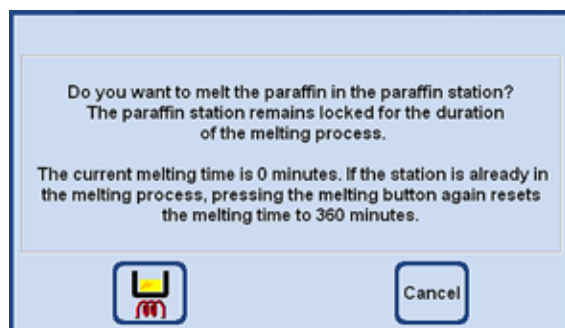 Do you want to melt the paraffin in the paraffin station?
The paraffin station remains locked for the duration
of the melting process.
The current melting time is 0 minutes. If the station is already in
the melting process, pressing the melting button again resets
the melting time to 360 minutes.
Cancel